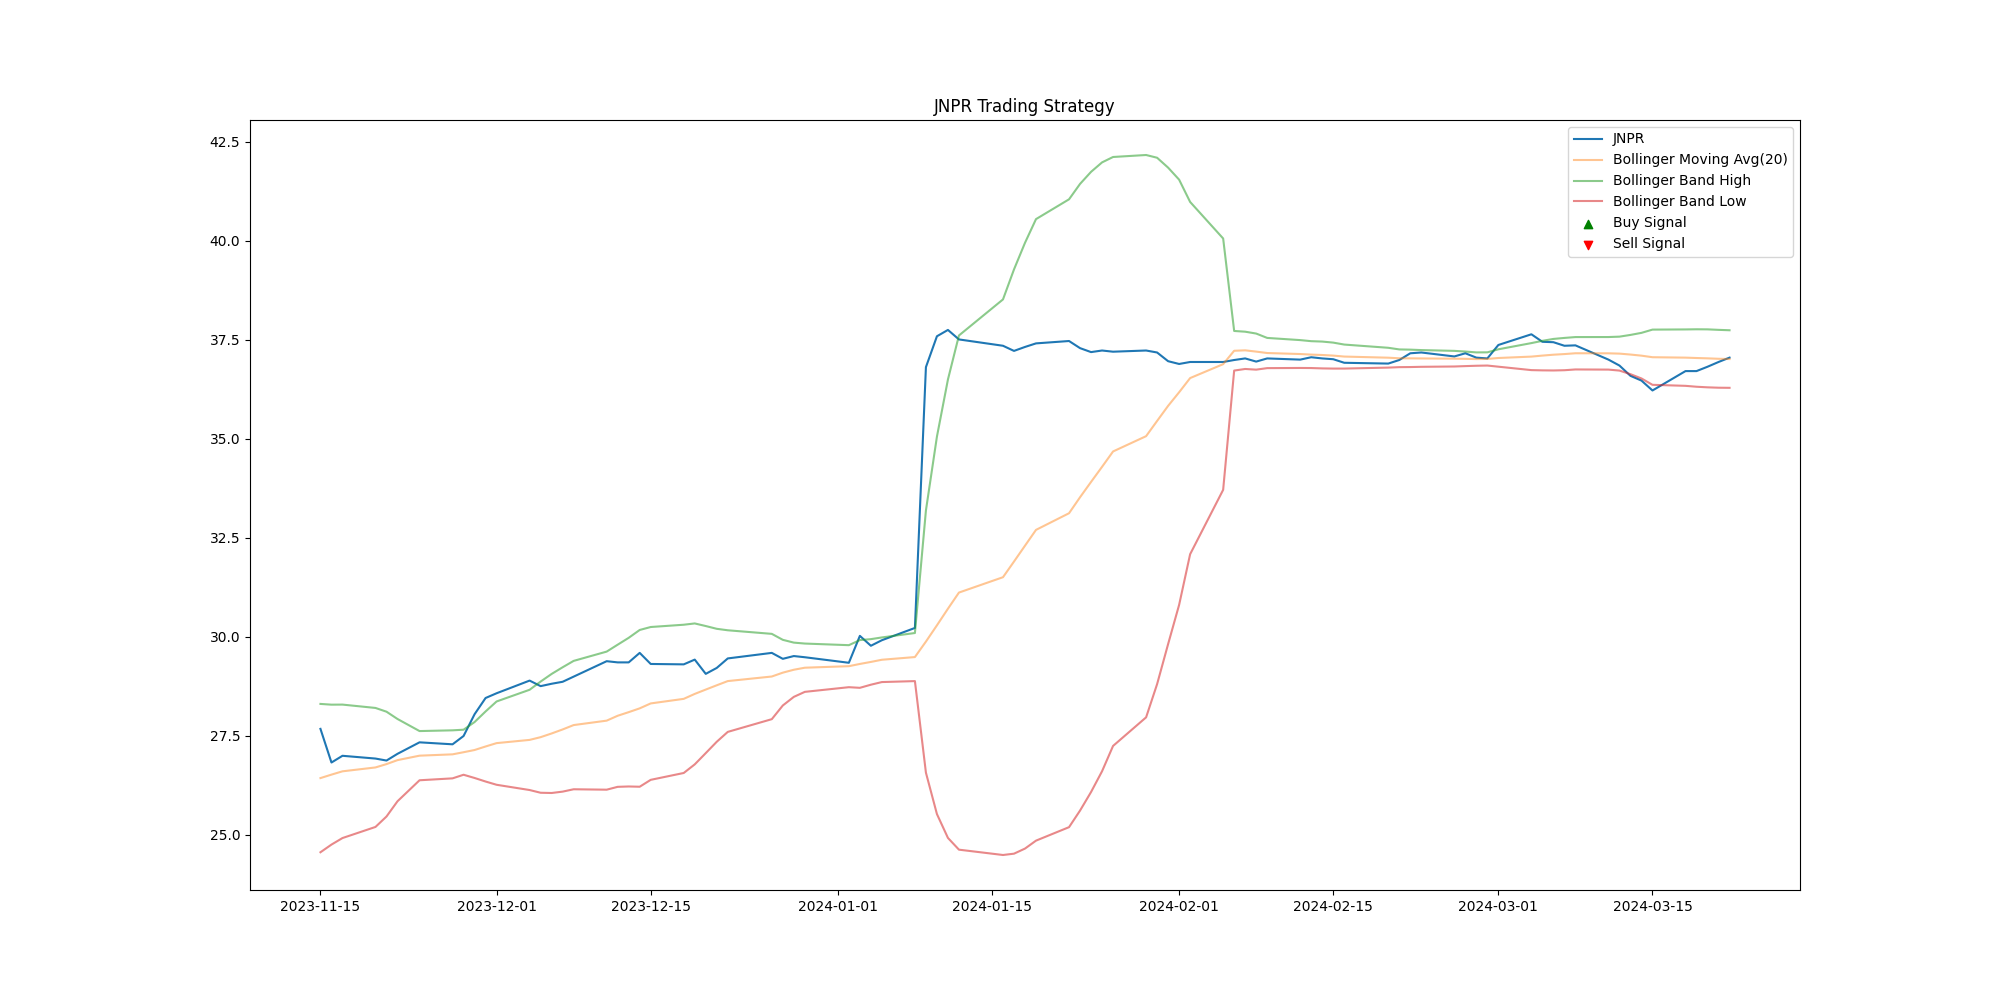 JNPR Trading Strategy
JNPR
Bollinger Moving Avg(20)
Bollinger Band High
Bollinger Band Low
Buy Signal
Sell Signal
42.5
40.0
37.5
35.0
32.5
30.0
27.5
25.0
2023-11-15 2023-12-01 2023-12-15 2024-01-01 2024-01-15 2024-02-01 2024-02-15 2024-03-01 2024-03-15